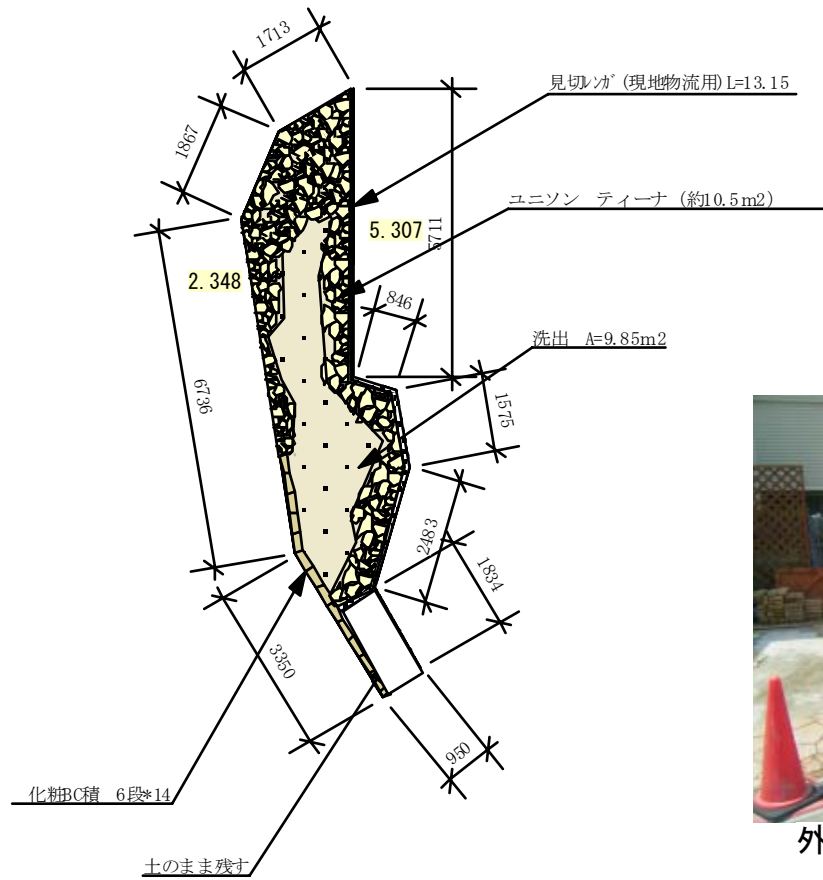 1713
見切ﾚﾝｶﾞ (現地物流用) L=13.15
1867
ユニソン　ティーナ（約10.5m2）
5.307
5711
2.348
846
洗出　A=9.85m2
6736
1575
2483
1834
3350
950
化粧BC積　6段*14
外
土のまま残す